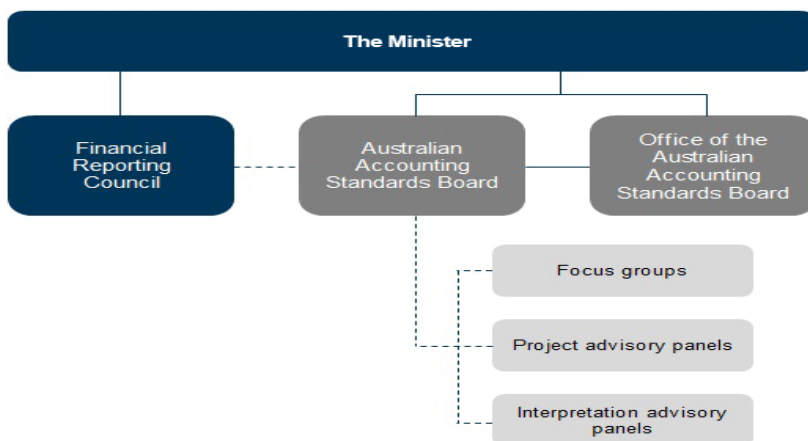 The Minister
Financial
Reporting
Council
Australian
Accounting
Standards Board
Office of the
Australian
Accounting
Standards Board
Focus groups
Project advisory panels
Interpretation advisory
panels